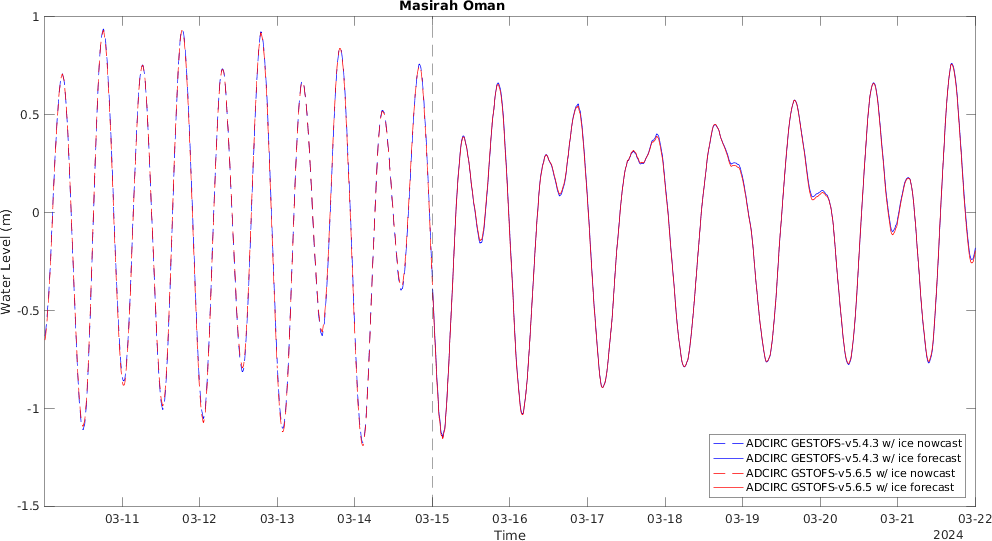 Masirah Oman
1
0.5
0
-0.5
-1
-1.5
Water Level (m)
03-11 03-12 03-13 03-14 03-15 03-16 03-17 03-18 03-19 03-20 03-21 03-22
Time
2024
ADCIRC GESTOFS-v5.4.3 w/ ice nowcast
ADCIRC GESTOFS-v5.4.3 w/ ice forecast
ADCIRC GSTOFS-v5.6.5 w/ ice nowcast
ADCIRC GSTOFS-v5.6.5 w/ ice forecast